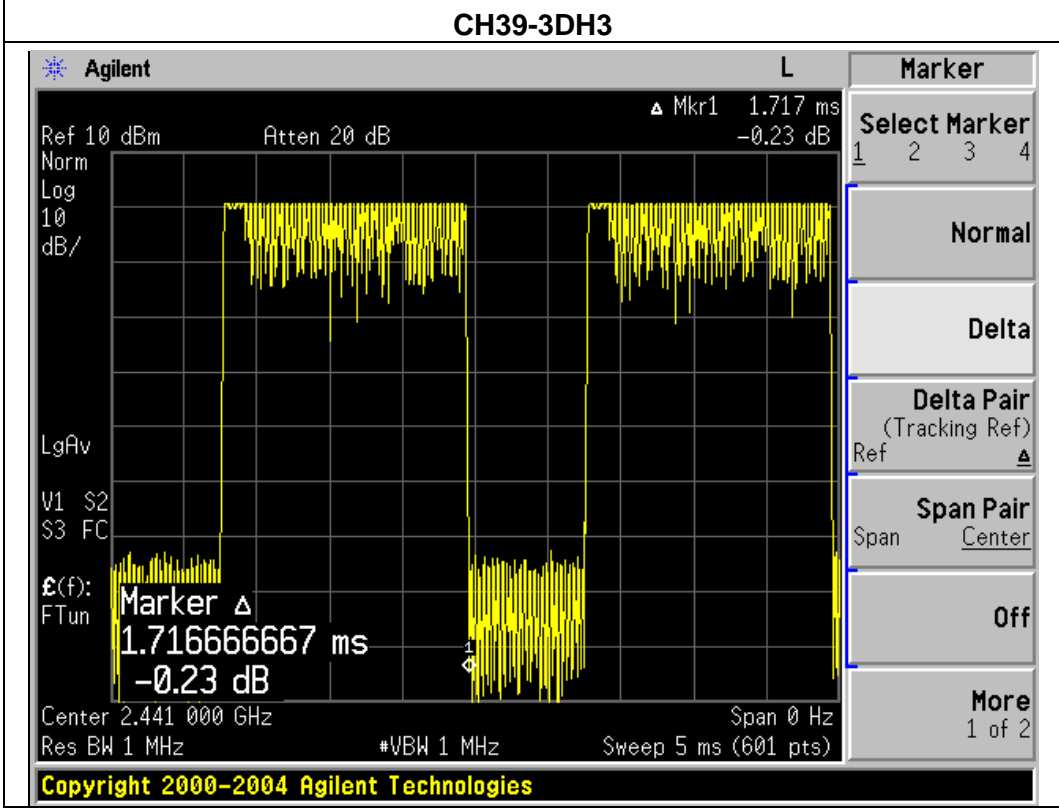 CH39-3DH3
Agilent L Marker
Δ Mkr1 1.717 ms
Ref 10 dBm Atten 20 dB -0.23 dB
Norm
Log
10
dB/
LgAv
V1 S2
S3 FC
£(f):
FTun
Marker Δ
1.716666667 ms
-0.23 dB
1
Center 2.441 000 GHz Span 0 Hz
Res BW 1 MHz #VBW 1 MHz Sweep 5 ms (601 pts)
Select Marker
1 2 3 4
Normal
Delta
Delta Pair
(Tracking Ref)
Ref Δ
Span Pair
Span Center
Off
More
1 of 2
Copyright 2000-2004 Agilent Technologies